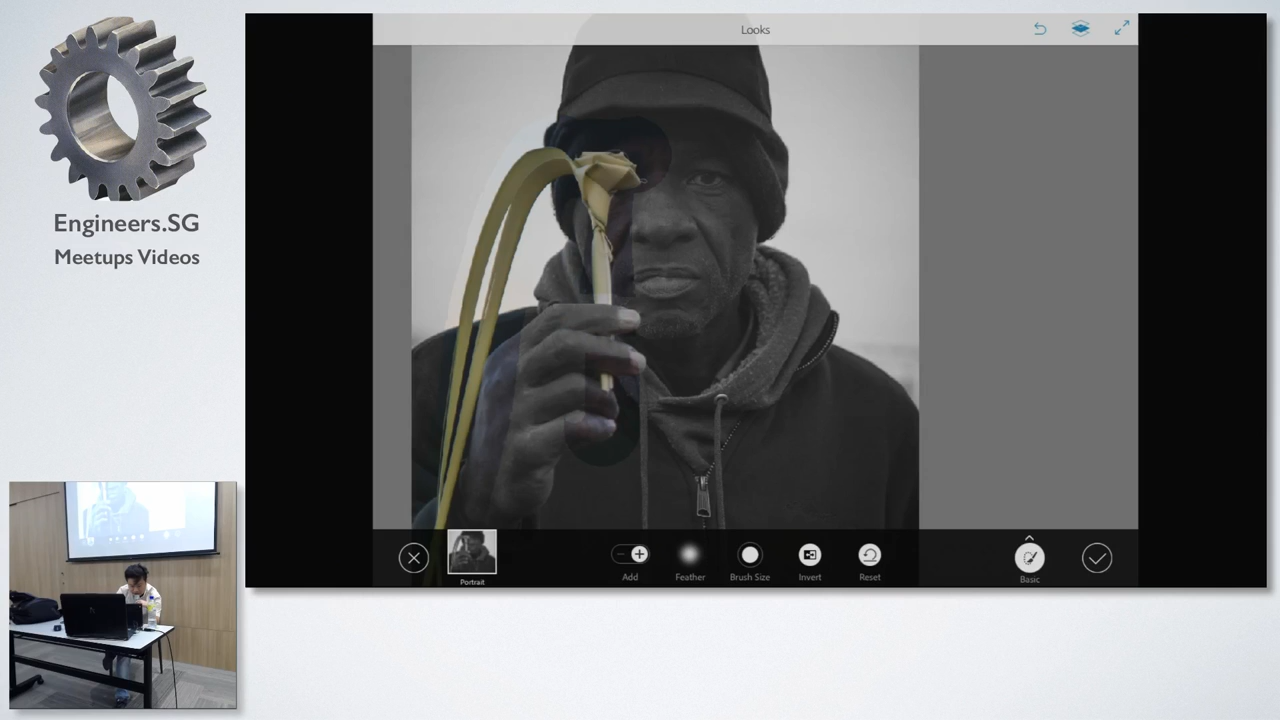 Engineers.SG
Meetups Videos
Looks
Portrait
Add
Feather
Brush Size
Invert
Reset
Basic